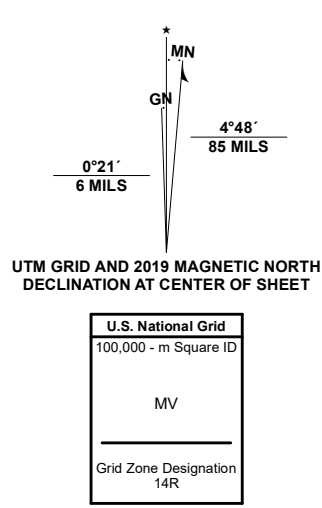 ★
MN
GN
4°48´
85 MILS
0°21´
6 MILS
UTM GRID AND 2019 MAGNETIC NORTH
DECLINATION AT CENTER OF SHEET
U.S. National Grid
100,000 - m Square ID
MV
Grid Zone Designation
14R